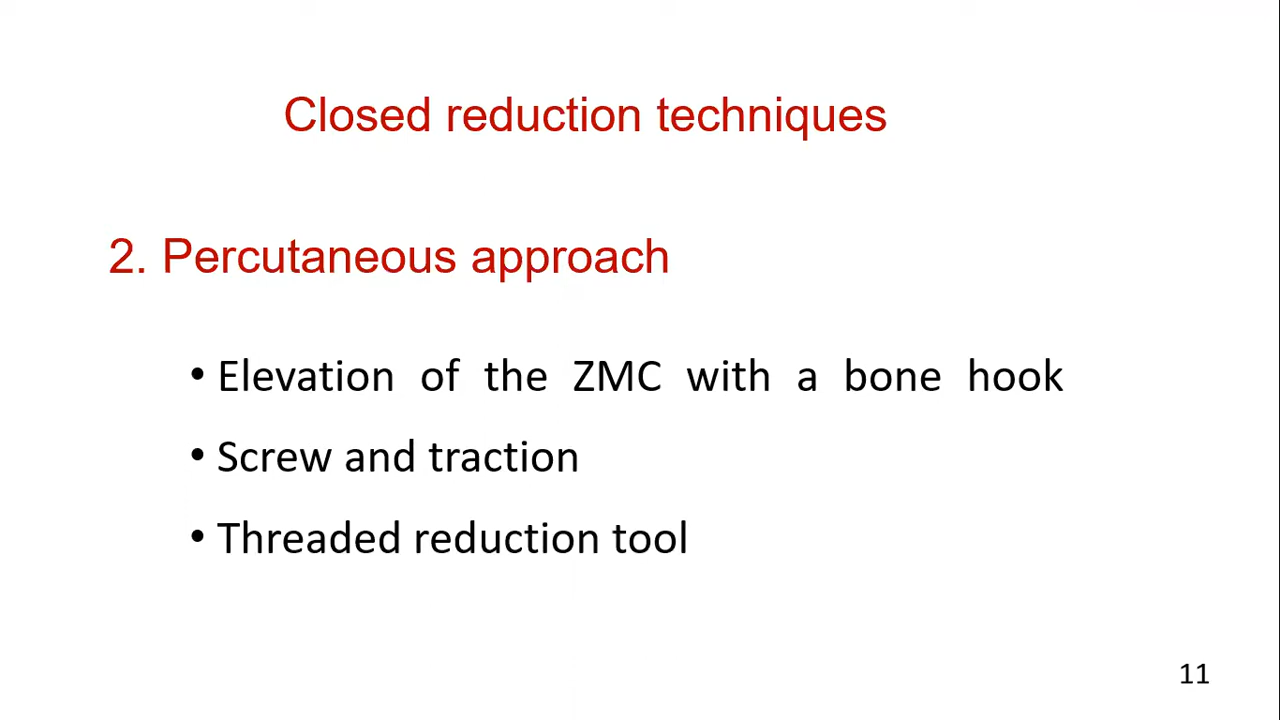 Closed reduction techniques
2. Percutaneous approach
• Elevation of the ZMC with a bone hook
• Screw and traction
• Threaded reduction tool
11